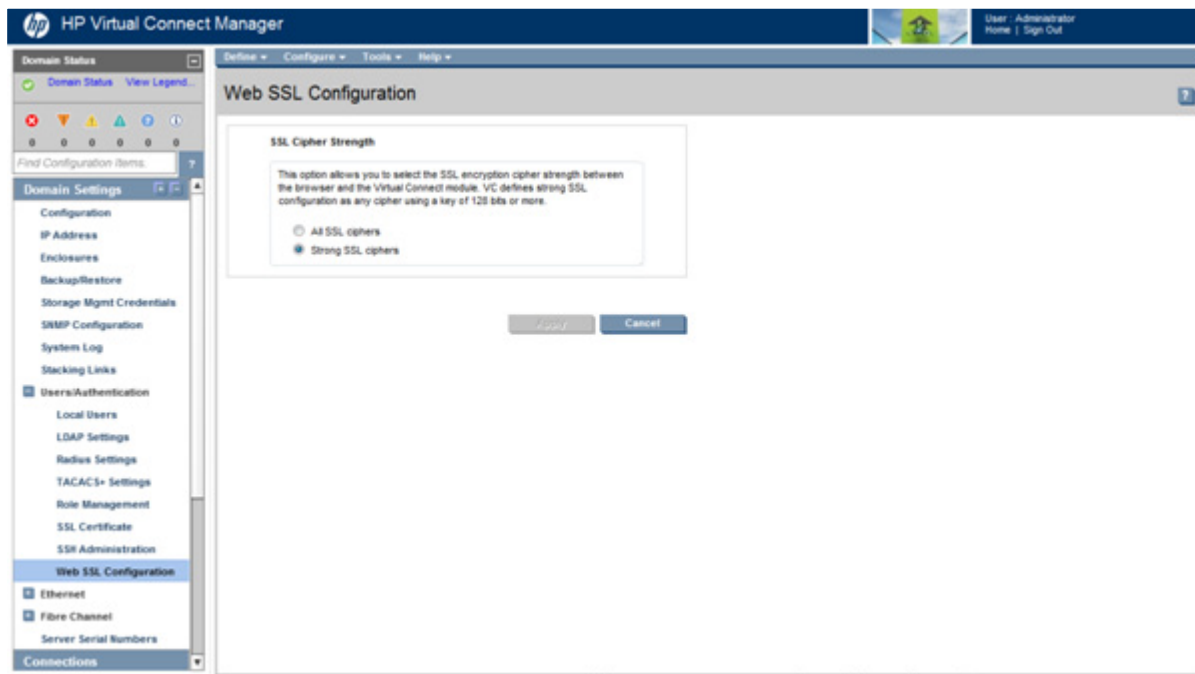 hp HP Virtual Connect Manager
User : Administrator
Home | Sign Out
Domain Status
Domain Status View Legend...
0 0 0 0 0 0
Find Configuration Items. ?
Domain Settings
Configuration
IP Address
Enclosures
Backup/Restore
Storage Mgmt Credentials
SNMP Configuration
System Log
Stacking Links
Users/Authentication
Local Users
LDAP Settings
Radius Settings
TACACS+ Settings
Role Management
SSL Certificate
SSH Administration
Web SSL Configuration
Ethernet
Fibre Channel
Server Serial Numbers
Connections
Define Configure Tools Help
Web SSL Configuration ?
SSL Cipher Strength
This option allows you to select the SSL encryption cipher strength between
the browser and the Virtual Connect module. VC defines strong SSL
configuration as any cipher using a key of 128 bits or more.
All SSL ciphers
Strong SSL ciphers
Apply Cancel